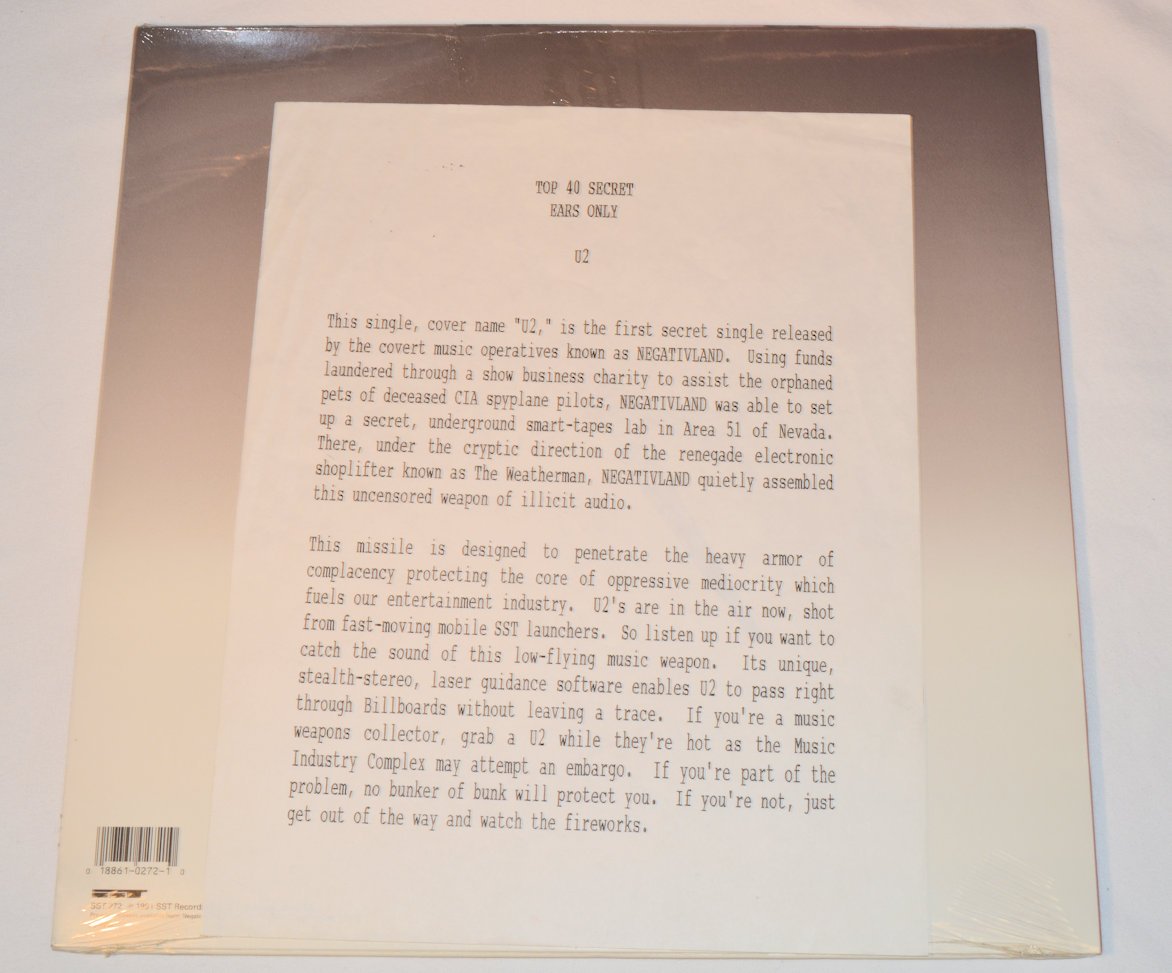 TOP 40 SECRET
EARS ONLY
U2
This single, cover name "U2," is the first secret single released
by the covert music operatives known as NEGATIVLAND. Using funds
laundered through a show business charity to assist the orphaned
pets of deceased CIA spyplane pilots, NEGATIVLAND was able to set
up a secret, underground smart-tapes lab in Area 51 of Nevada.
There, under the cryptic direction of the renegade electronic
shoplifter known as The Weatherman, NEGATIVLAND quietly assembled
this uncensored weapon of illicit audio.
This missile is designed to penetrate the heavy armor of
complacency protecting the core of oppressive mediocrity which
fuels our entertainment industry. U2's are in the air now, shot
from fast-moving mobile SST launchers. So listen up if you want to
catch the sound of this low-flying music weapon. Its unique,
stealth-stereo, laser guidance software enables U2 to pass right
through Billboards without leaving a trace. If you're a music
weapons collector, grab a U2 while they're hot as the Music
Industry Complex may attempt an embargo. If you're part of the
problem, no bunker of bunk will protect you. If you're not, just
get out of the way and watch the fireworks.
0 18861-0272-1 0
SST 272 ℗ 1991 SST Record